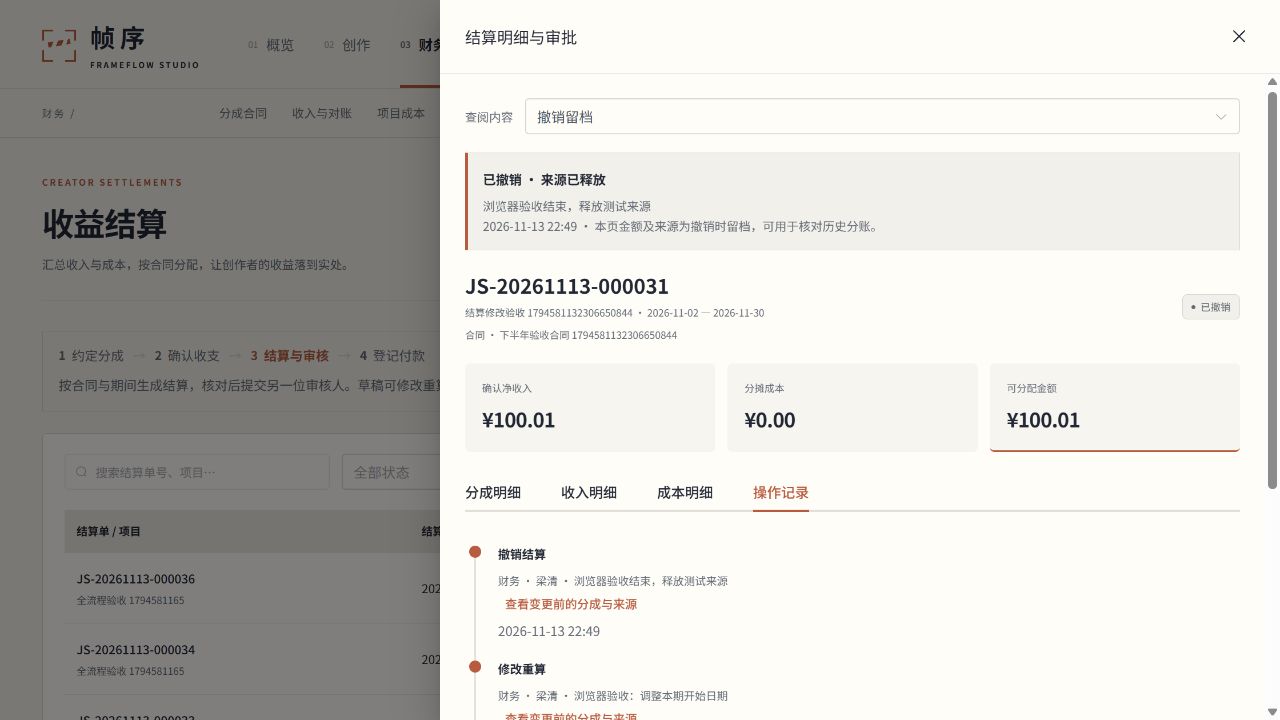 帧序
FRAMEFLOW STUDIO
01 概览
02 创作
03 财务
财务 /
分成合同
收入与对账
项目成本
CREATOR SETTLEMENTS
收益结算
汇总收入与成本，按合同分配，让创作者的收益落到实处。
1 约定分成 → 2 确认收支 → 3 结算与审核 → 4 登记付款
按合同与期间生成结算，核对后提交另一位审核人。草稿可修改重
搜索结算单号、项目…
全部状态
结算单 / 项目
结算
JS-20261113-000036
全流程验收 1794581165
202
JS-20261113-000034
全流程验收 1794581165
202
结算明细与审批
查阅内容
撤销留档
已撤销 · 来源已释放
浏览器验收结束，释放测试来源
2026-11-13 22:49 · 本页金额及来源为撤销时留档，可用于核对历史分账。
JS-20261113-000031
结算修改验收 1794581132306650844 · 2026-11-02 — 2026-11-30
合同 · 下半年验收合同 1794581132306650844
已撤销
确认净收入
¥100.01
分摊成本
¥0.00
可分配金额
¥100.01
分成明细
收入明细
成本明细
操作记录
撤销结算
财务 · 梁清 · 浏览器验收结束，释放测试来源
查看变更前的分成与来源
2026-11-13 22:49
修改重算
财务 · 梁清 · 浏览器验收：调整本期开始日期
查看变更前的分成与来源